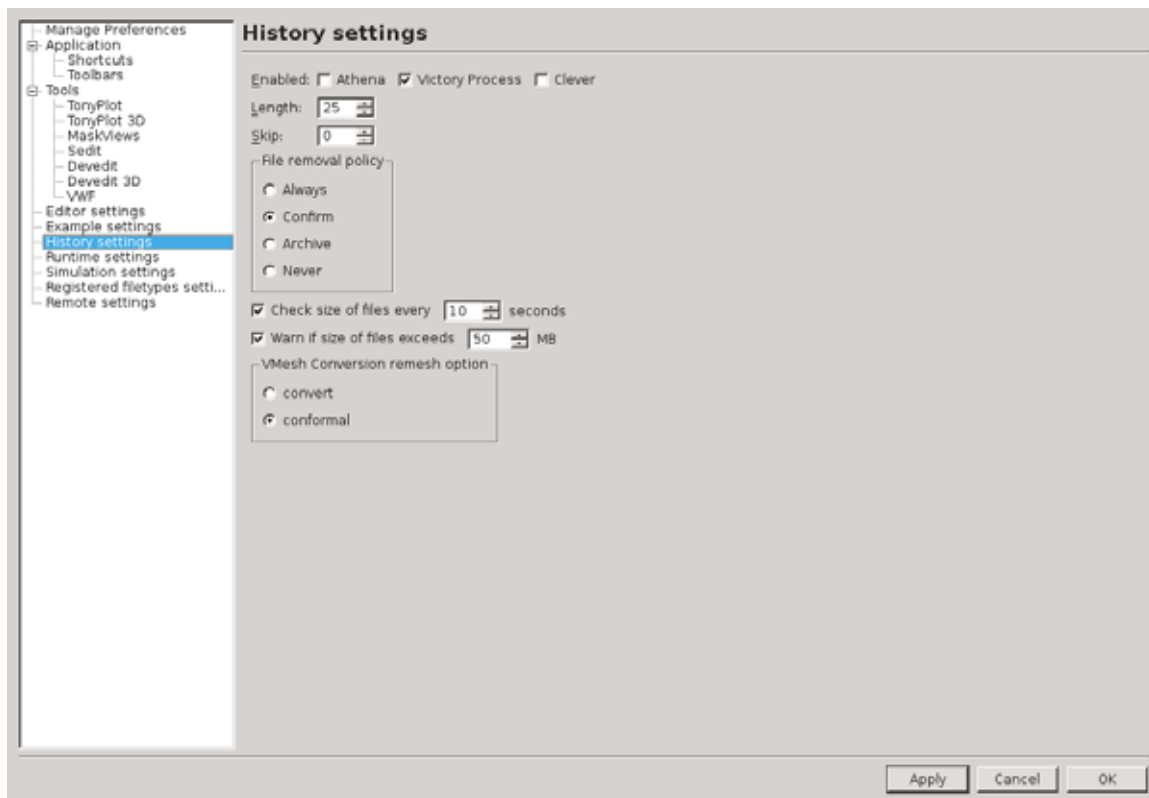 Manage Preferences
Application
Shortcuts
Toolbars
Tools
TonyPlot
TonyPlot 3D
MaskViews
Sedit
Devedit
Devedit 3D
VWF
Editor settings
Example settings
History settings
Runtime settings
Simulation settings
Registered filetypes setti...
Remote settings
History settings
Enabled: Athena Victory Process Clever
Length: 25
Skip: 0
File removal policy
Always
Confirm
Archive
Never
Check size of files every 10 seconds
Warn if size of files exceeds 50 MB
VMesh Conversion remesh option
convert
conformal
Apply Cancel OK